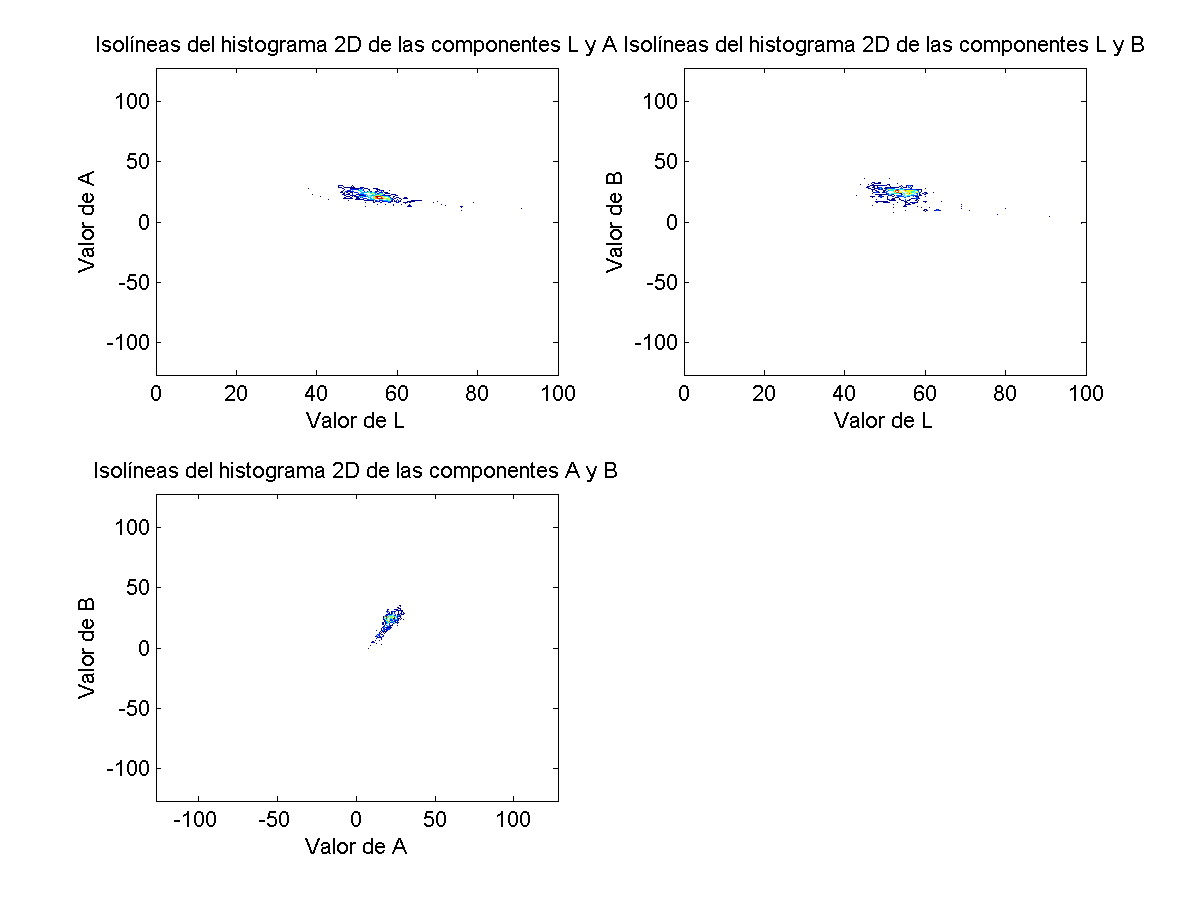 Isolíneas del histograma 2D de las componentes L y A
100
50
0
-50
-100
Valor de A
0 20 40 60 80 100
Valor de L
Isolíneas del histograma 2D de las componentes L y B
100
50
0
-50
-100
Valor de B
0 20 40 60 80 100
Valor de L
Isolíneas del histograma 2D de las componentes A y B
100
50
0
-50
-100
Valor de B
-100 -50 0 50 100
Valor de A